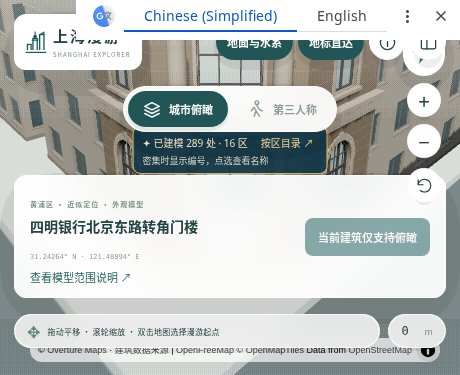 Chinese (Simplified)
English
上海漫游
SHANGHAI EXPLORER
地面与水系
地标直达
城市俯瞰
第三人称
✦ 已建模 289 处 · 16 区 按区目录 ↗
密集时显示编号，点选查看名称
黄浦区 · 近似定位 · 外观模型
四明银行北京东路转角门楼
当前建筑仅支持俯瞰
31.24264° N · 121.48094° E
查看模型范围说明 ↗
拖动平移 · 滚轮缩放 · 双击地图选择漫游起点
0 m
© Overture Maps · 建筑数据来源 | OpenFreeMap © OpenMapTiles Data from OpenStreetMap